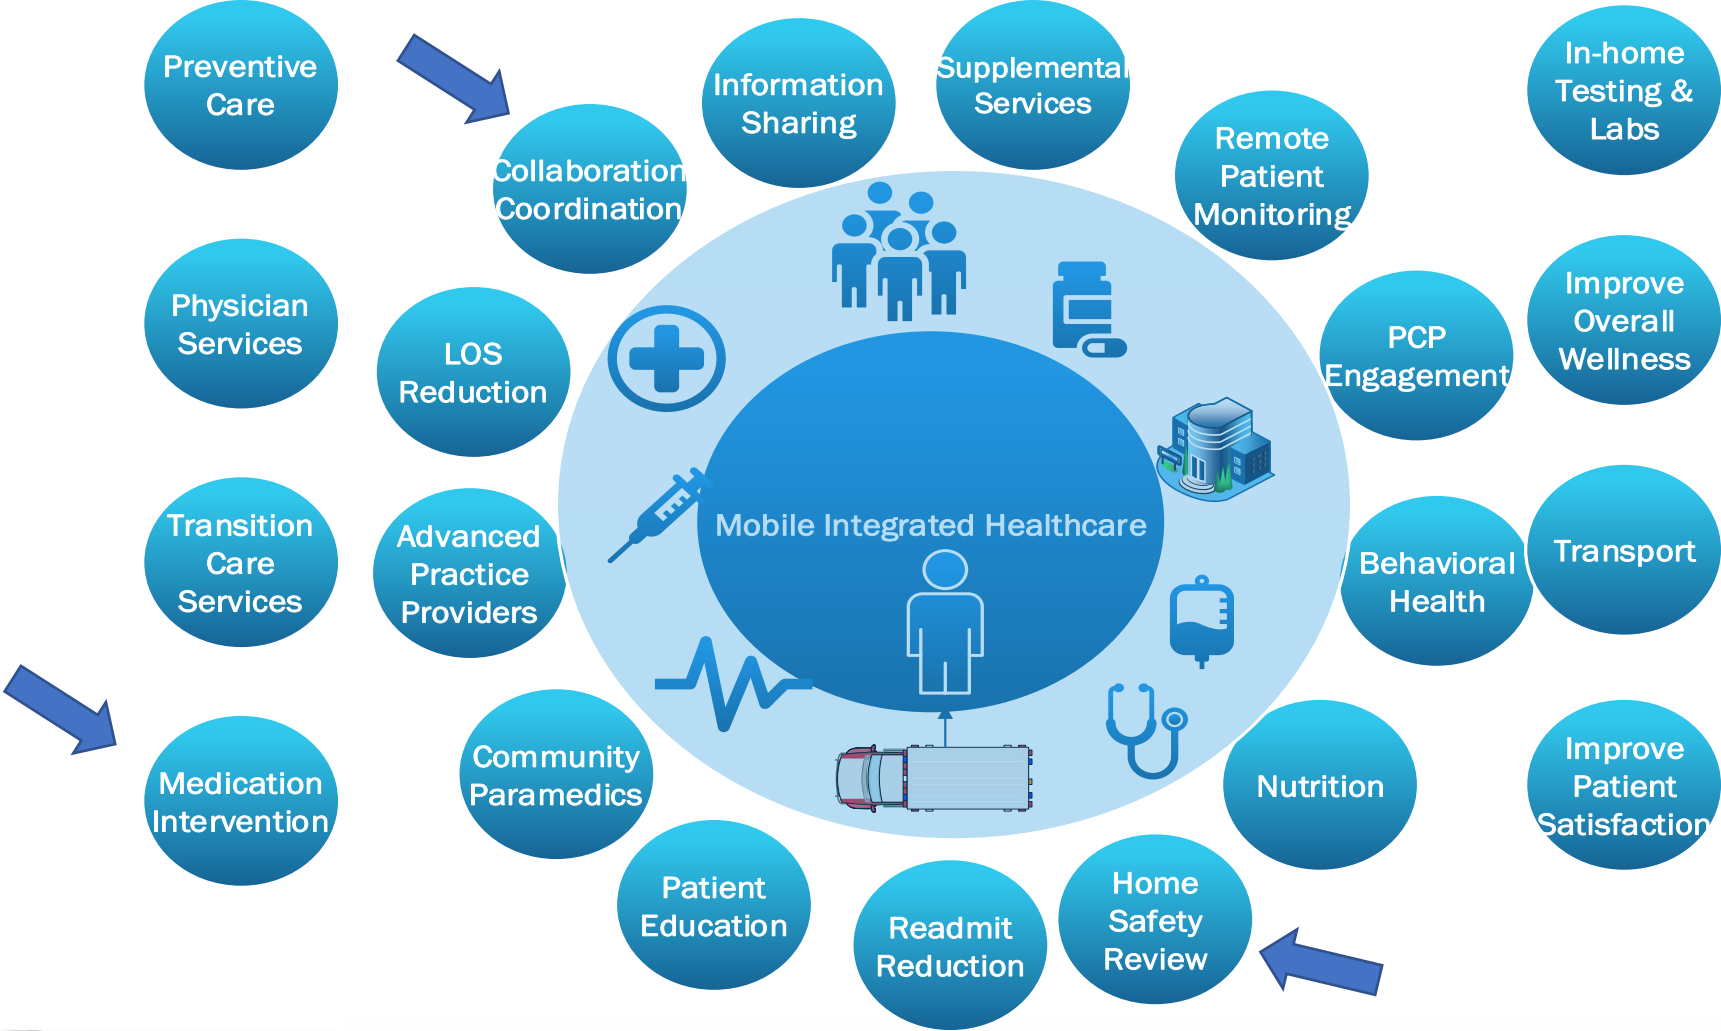 Preventive
Care
Collaboration
Coordination
Information
Sharing
Supplemental
Services
Remote
Patient
Monitoring
In-home
Testing &
Labs
Physician
Services
LOS
Reduction
PCP
Engagement
Improve
Overall
Wellness
Mobile Integrated Healthcare
Transition
Care
Services
Advanced
Practice
Providers
Behavioral
Health
Transport
Medication
Intervention
Community
Paramedics
Nutrition
Improve
Patient
Satisfaction
Patient
Education
Readmit
Reduction
Home
Safety
Review